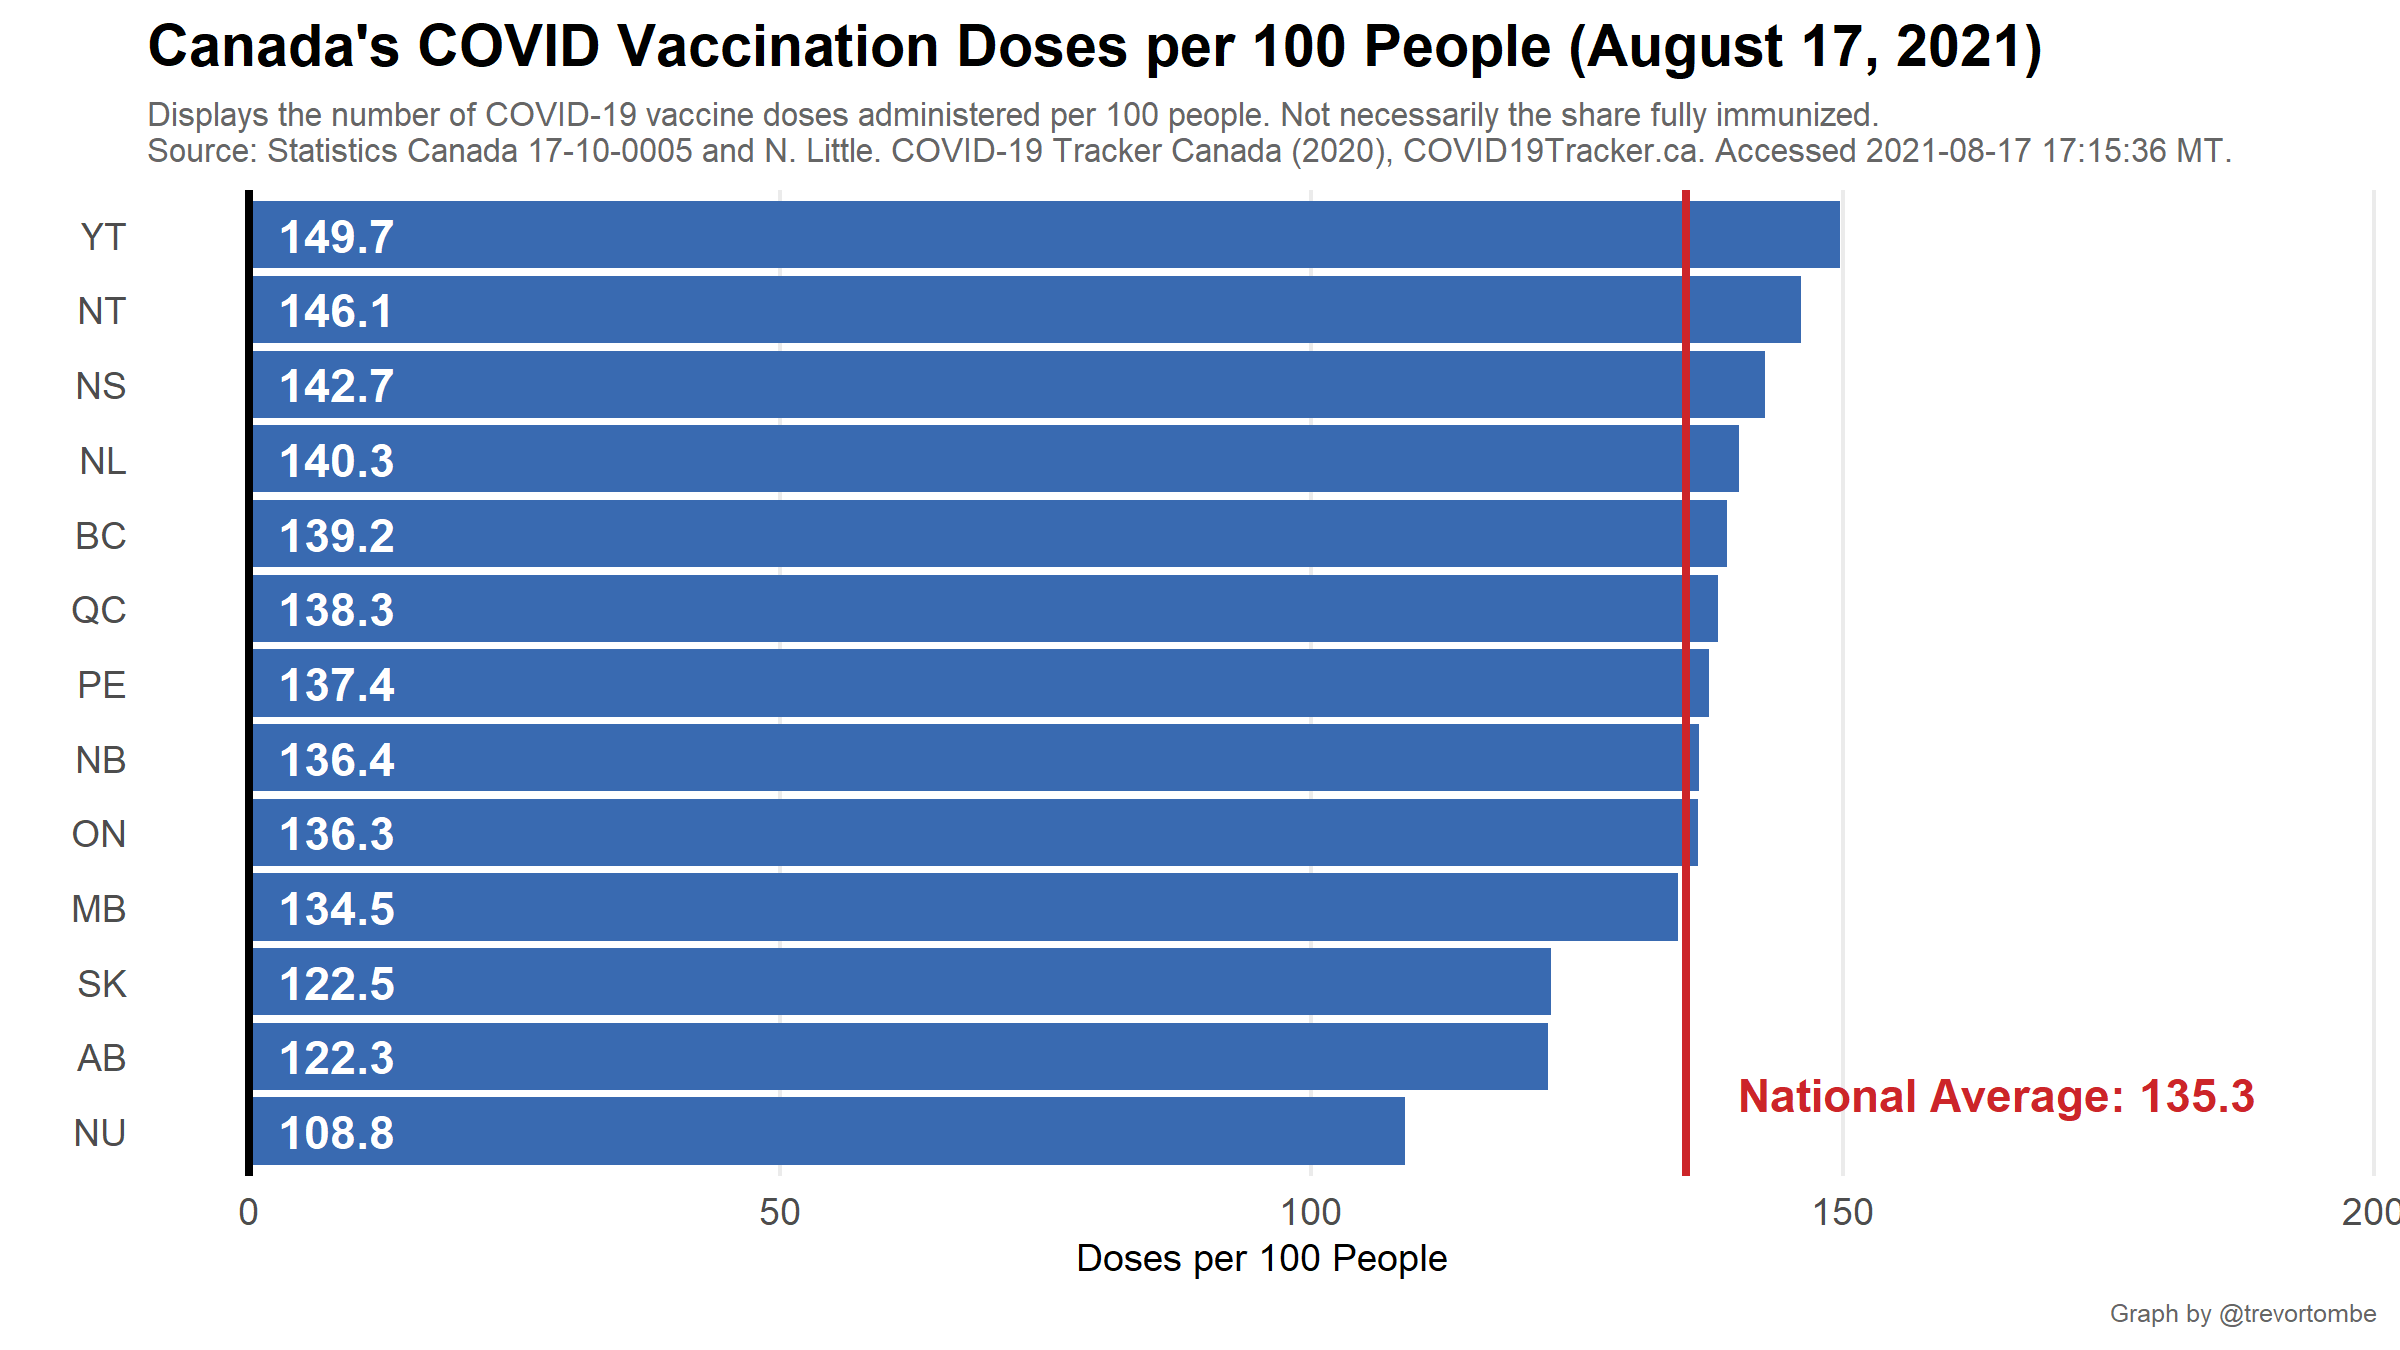 Canada's COVID Vaccination Doses per 100 People (August 17, 2021)
Displays the number of COVID-19 vaccine doses administered per 100 people. Not necessarily the share fully immunized.
Source: Statistics Canada 17-10-0005 and N. Little. COVID-19 Tracker Canada (2020), COVID19Tracker.ca. Accessed 2021-08-17 17:15:36 MT.
YT 149.7
NT 146.1
NS 142.7
NL 140.3
BC 139.2
QC 138.3
PE 137.4
NB 136.4
ON 136.3
MB 134.5
SK 122.5
AB 122.3
National Average: 135.3
NU 108.8
0 50 100 150 200
Doses per 100 People
Graph by @trevortombe